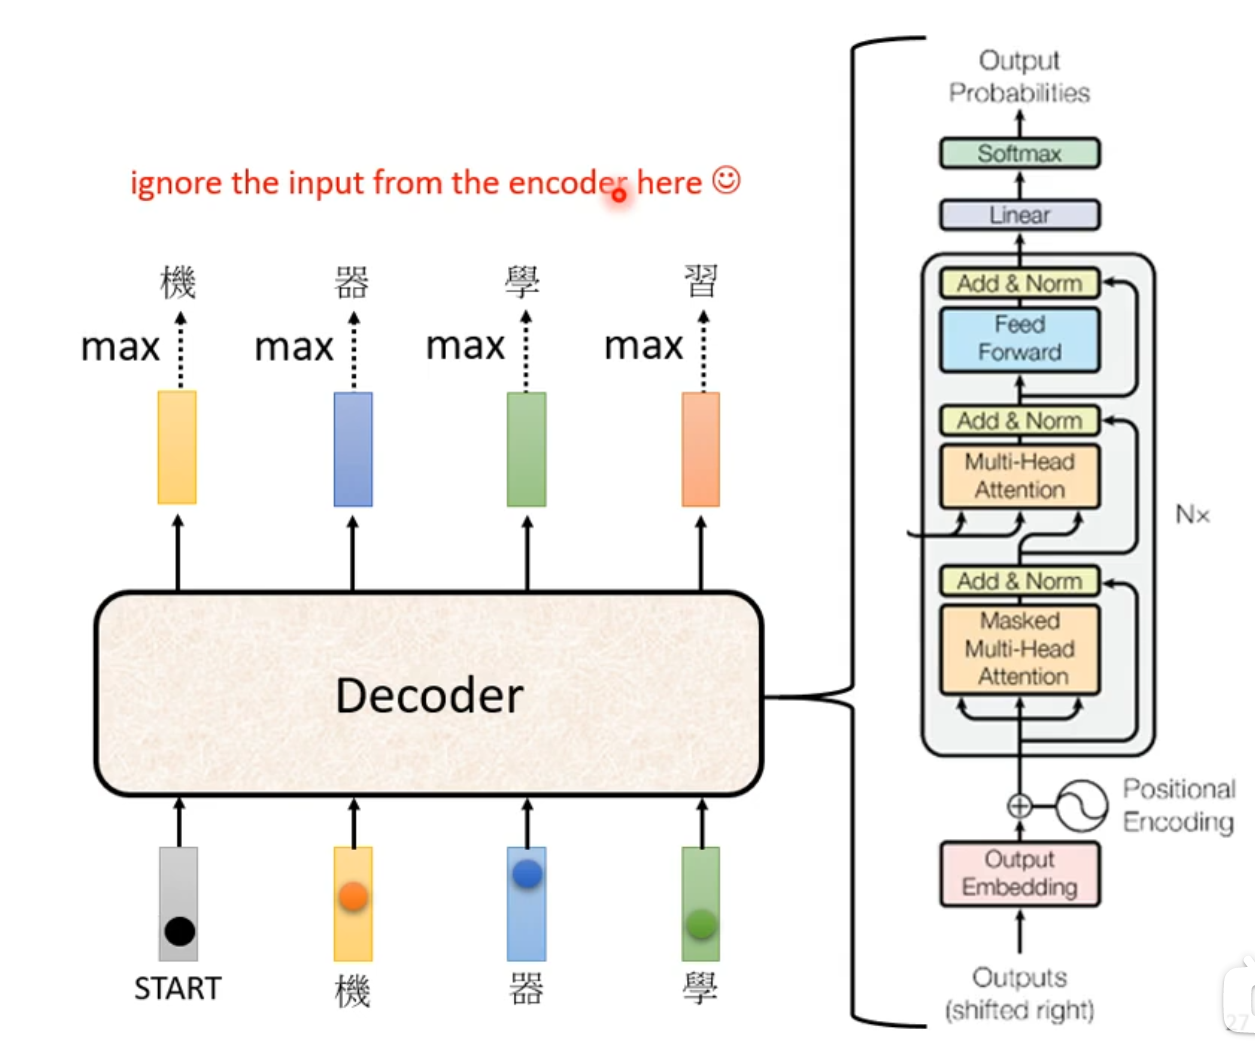 ignore the input from the encoder here ☺
機 器 學 習
max max max max
Decoder
START 機 器 學
Output
Probabilities
Softmax
Linear
Add & Norm
Feed
Forward
Add & Norm
Multi-Head
Attention
N×
Add & Norm
Masked
Multi-Head
Attention
Positional
Encoding
Output
Embedding
Outputs
(shifted right)
27